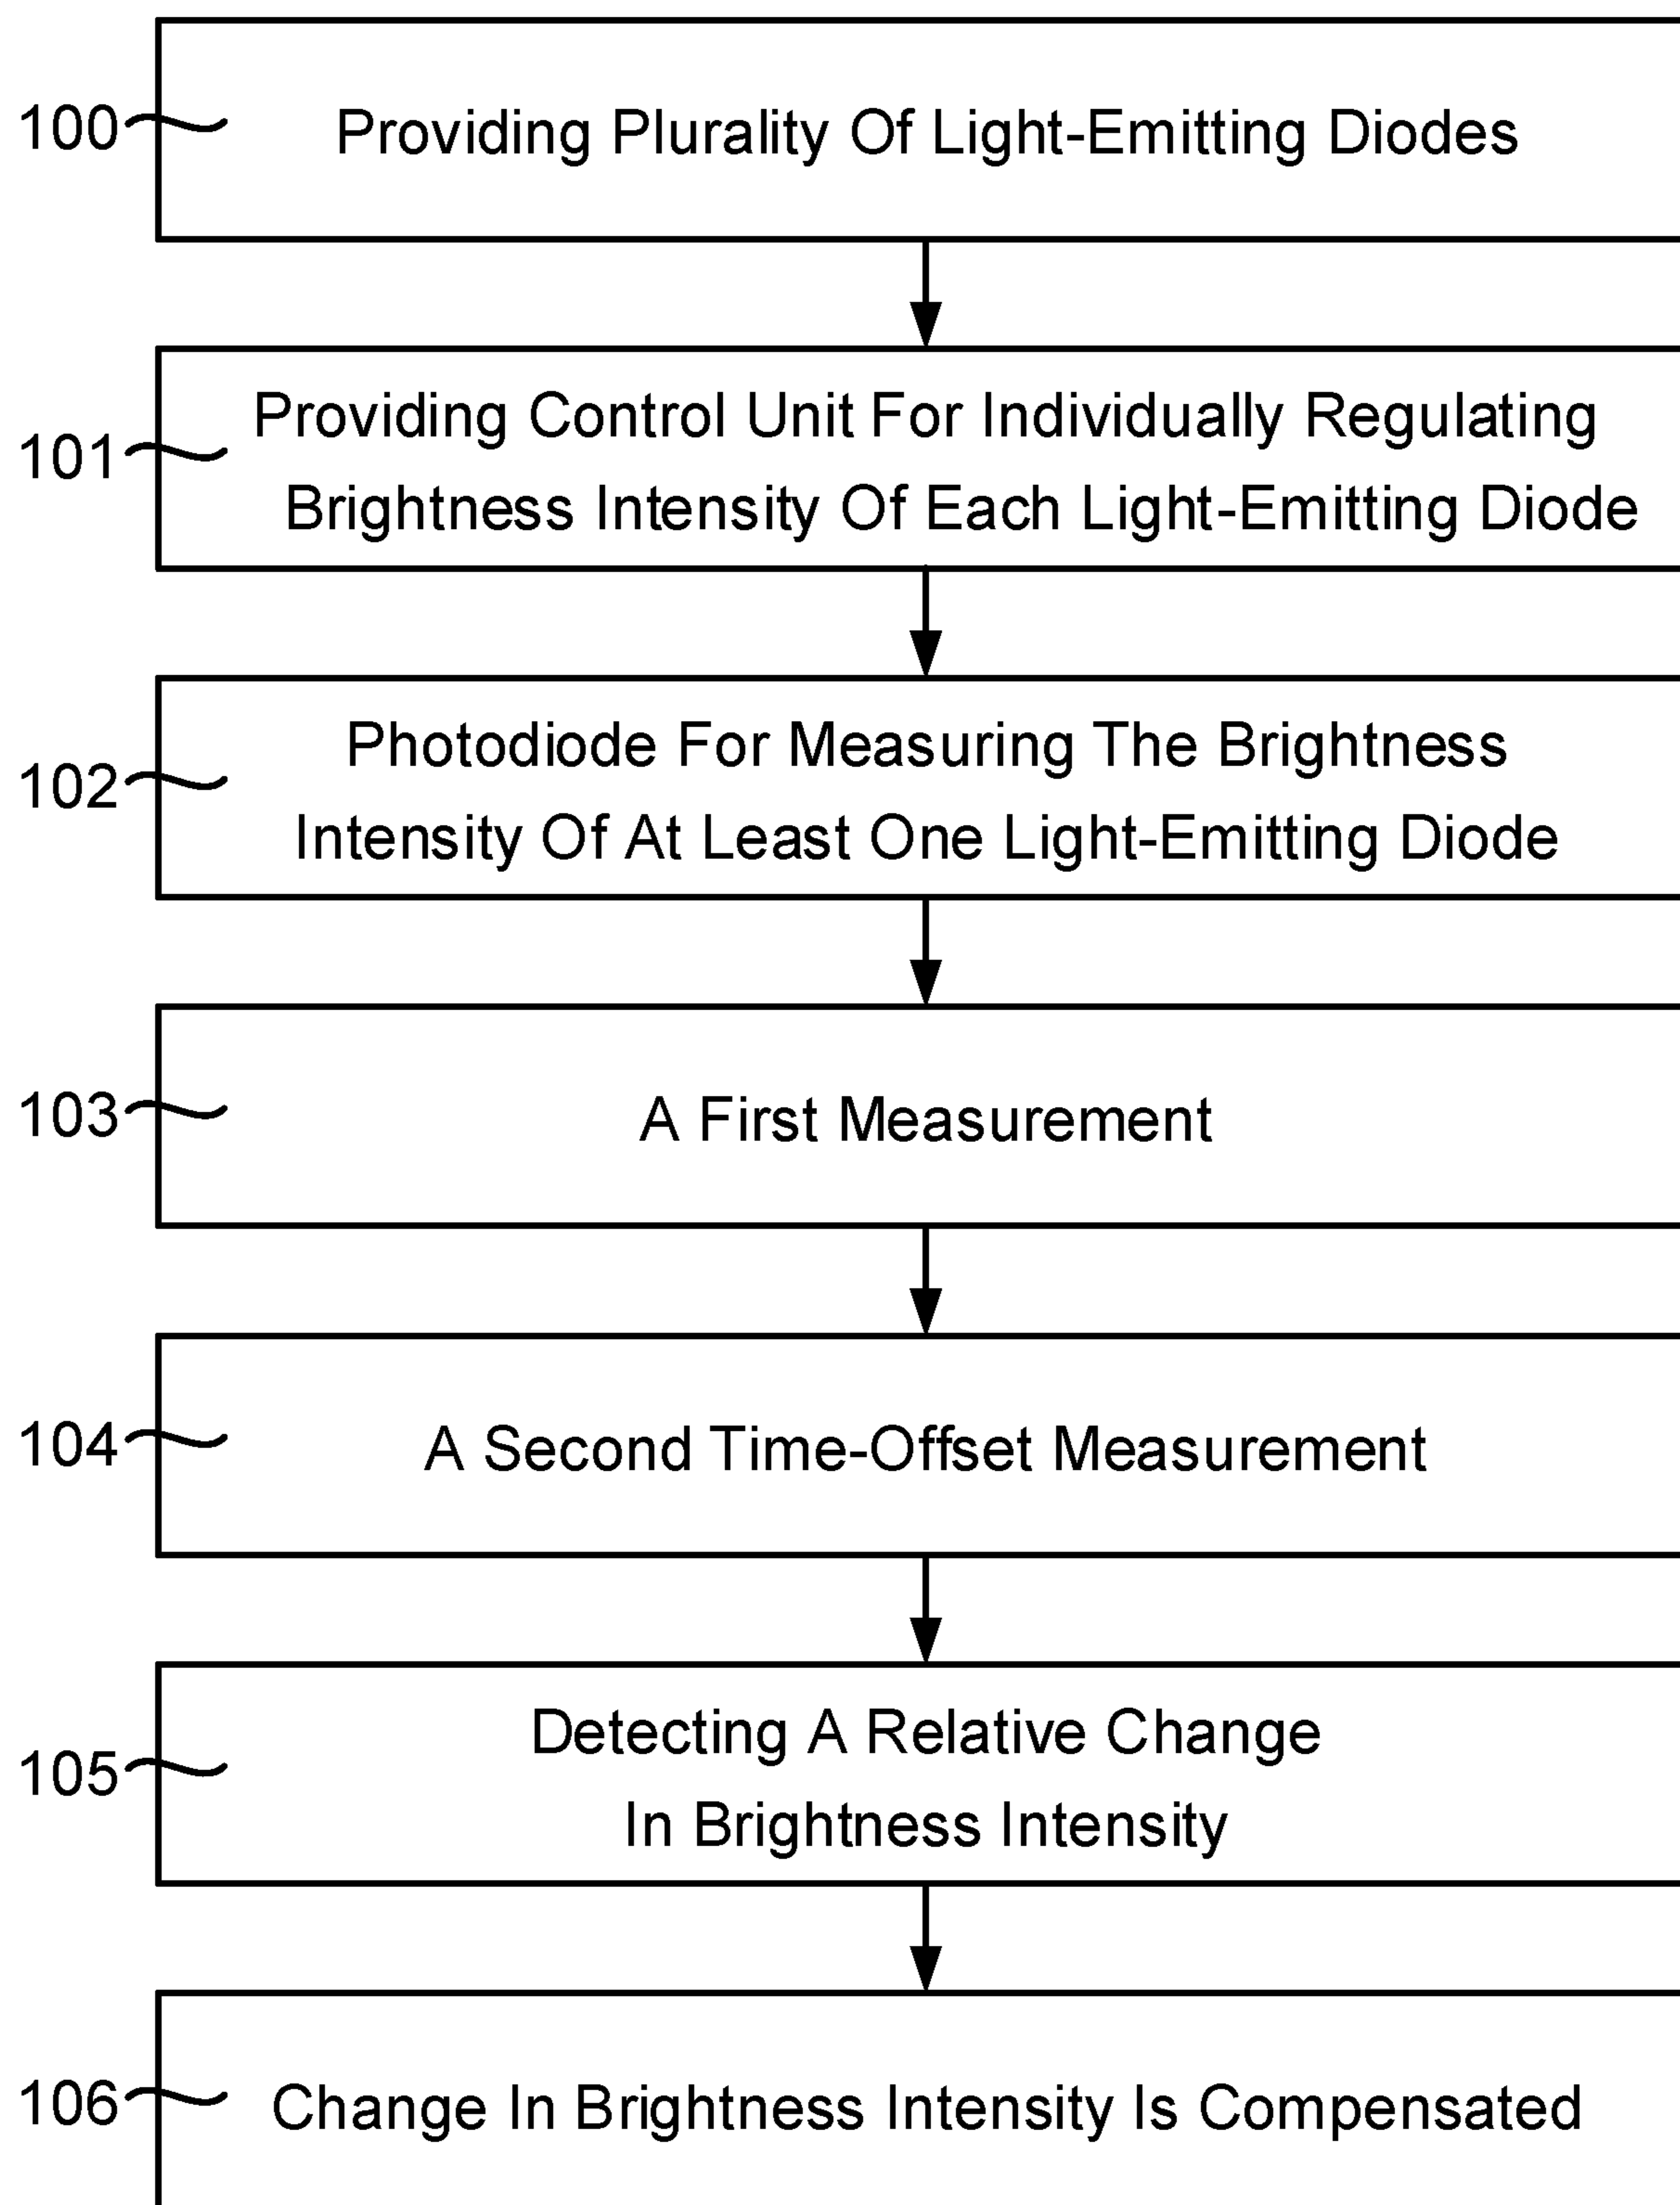 100
Providing Plurality Of Light-Emitting Diodes
101
Providing Control Unit For Individually Regulating
Brightness Intensity Of Each Light-Emitting Diode
102
Photodiode For Measuring The Brightness
Intensity Of At Least One Light-Emitting Diode
103
A First Measurement
104
A Second Time-Offset Measurement
105
Detecting A Relative Change
In Brightness Intensity
106
Change In Brightness Intensity Is Compensated